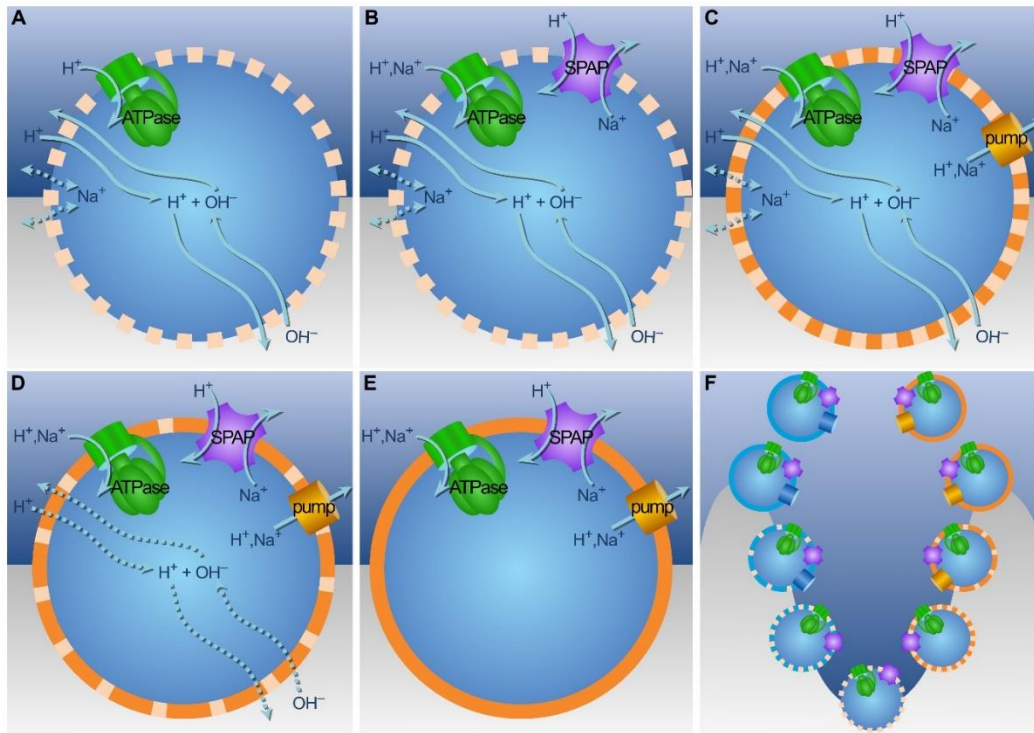 A
H⁺
ATPase
H⁺
Na⁺
H⁺ + OH⁻
OH⁻
B
H⁺
SPAP
H⁺,Na⁺
ATPase
Na⁺
H⁺
Na⁺
H⁺ + OH⁻
OH⁻
C
H⁺
SPAP
H⁺,Na⁺
ATPase
Na⁺
pump
H⁺
H⁺,Na⁺
Na⁺
H⁺ + OH⁻
OH⁻
D
H⁺
SPAP
H⁺,Na⁺
ATPase
Na⁺
pump
H⁺
H⁺,Na⁺
H⁺ + OH⁻
OH⁻
E
H⁺
SPAP
H⁺,Na⁺
ATPase
Na⁺
pump
H⁺,Na⁺
F